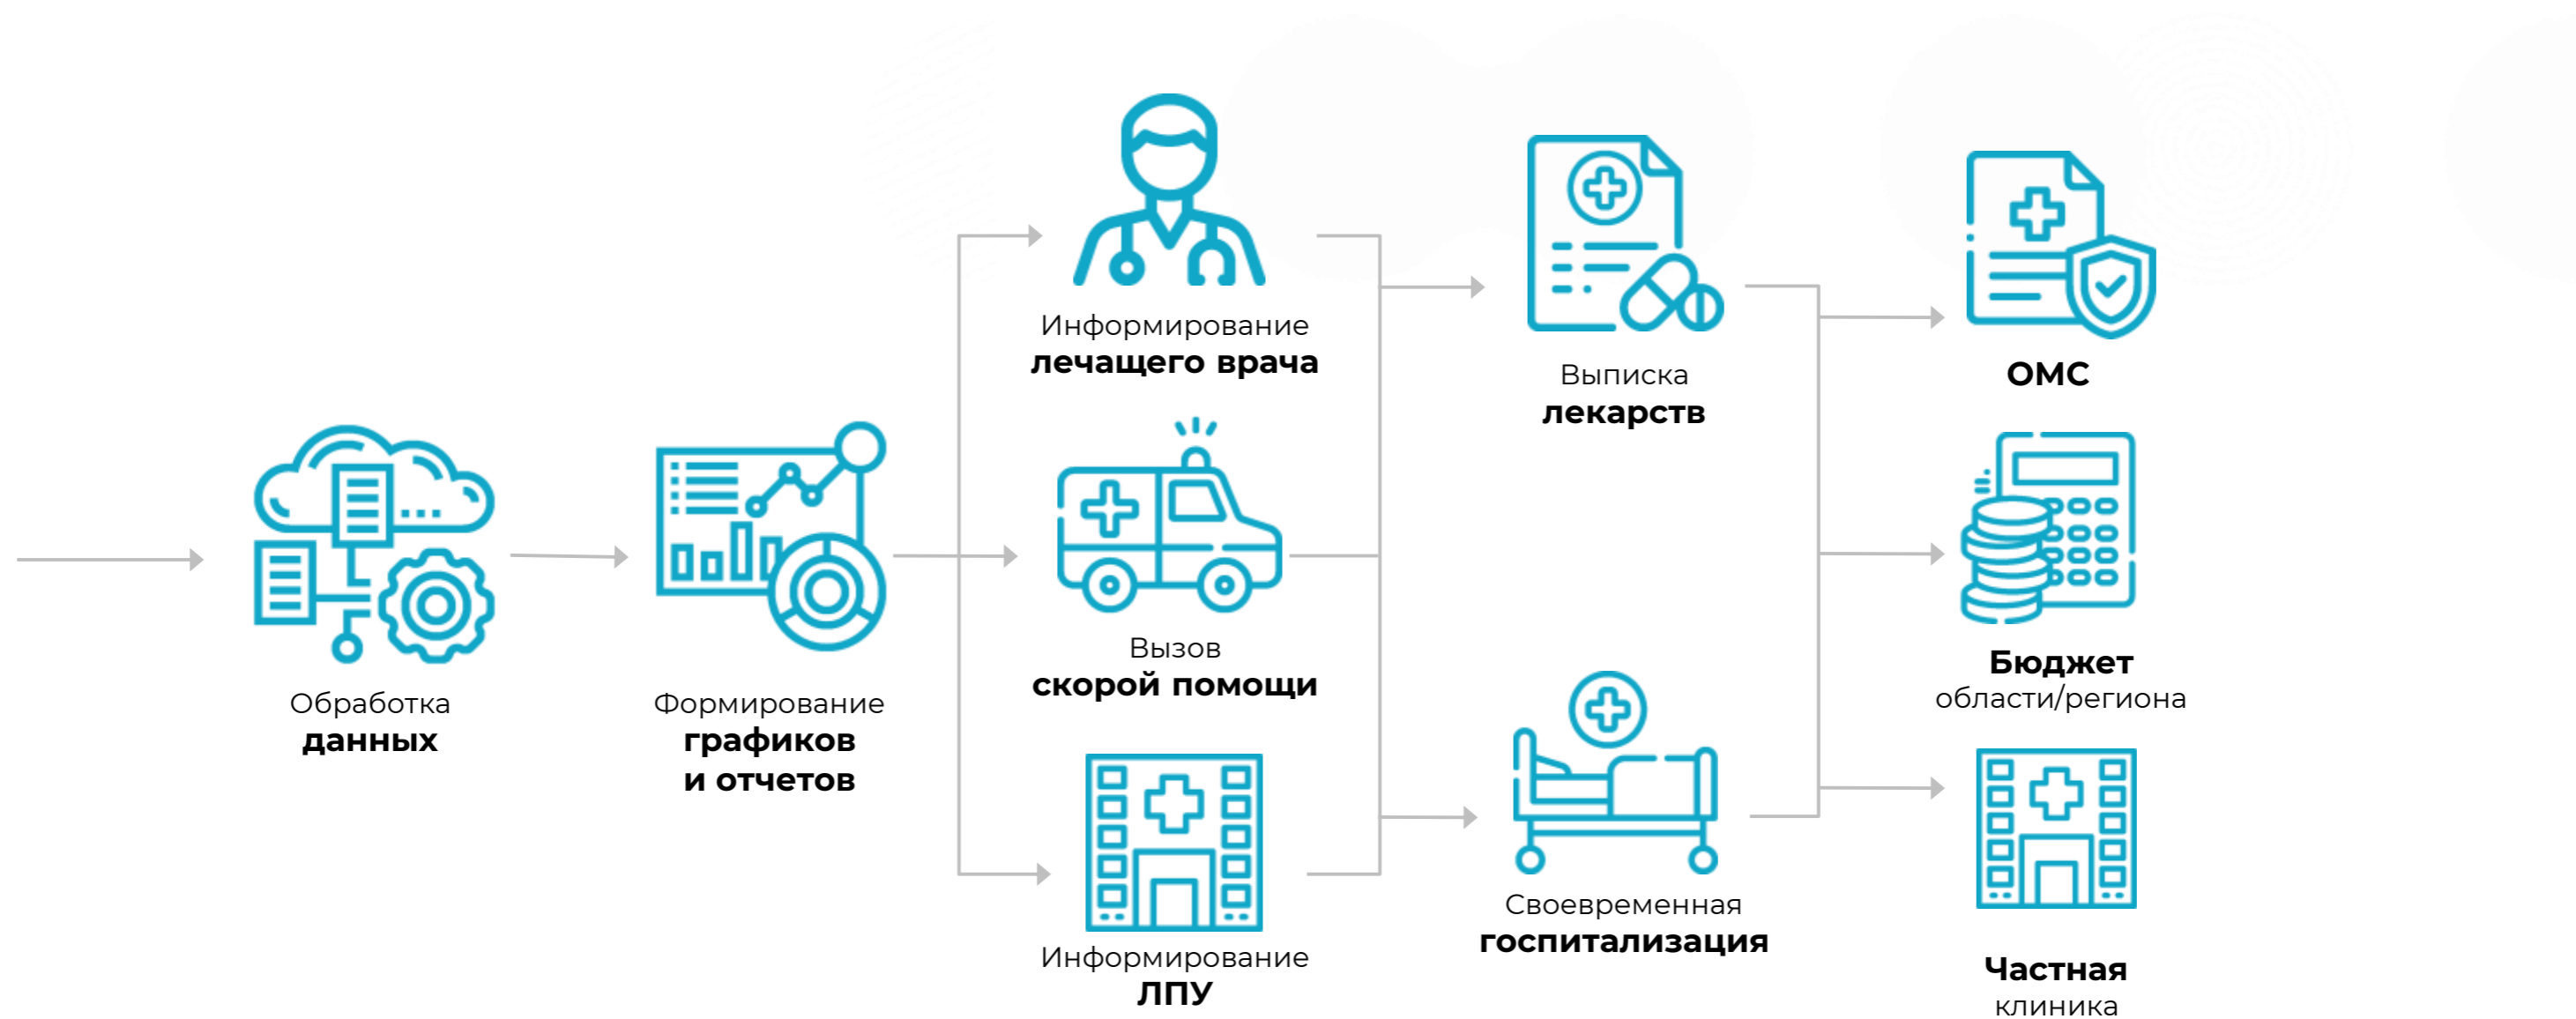 Обработка
данных
Формирование
графиков
и отчетов
Информирование
лечащего врача
Вызов
скорой помощи
Информирование
ЛПУ
Выписка
лекарств
Своевременная
госпитализация
ОМС
Бюджет
области/региона
Частная
клиника